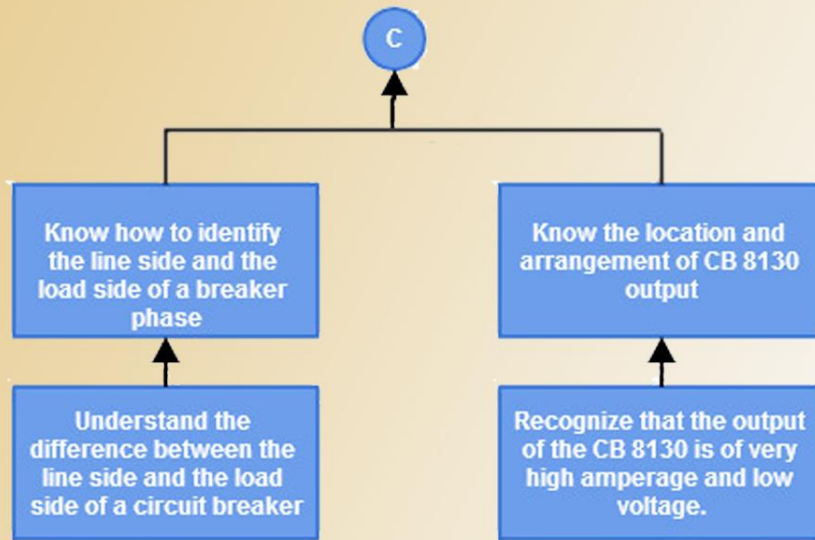 C
Know how to identify
the line side and the
load side of a breaker
phase
Know the location and
arrangement of CB 8130
output
Understand the
difference between the
line side and the load
side of a circuit breaker
Recognize that the output
of the CB 8130 is of very
high amperage and low
voltage.